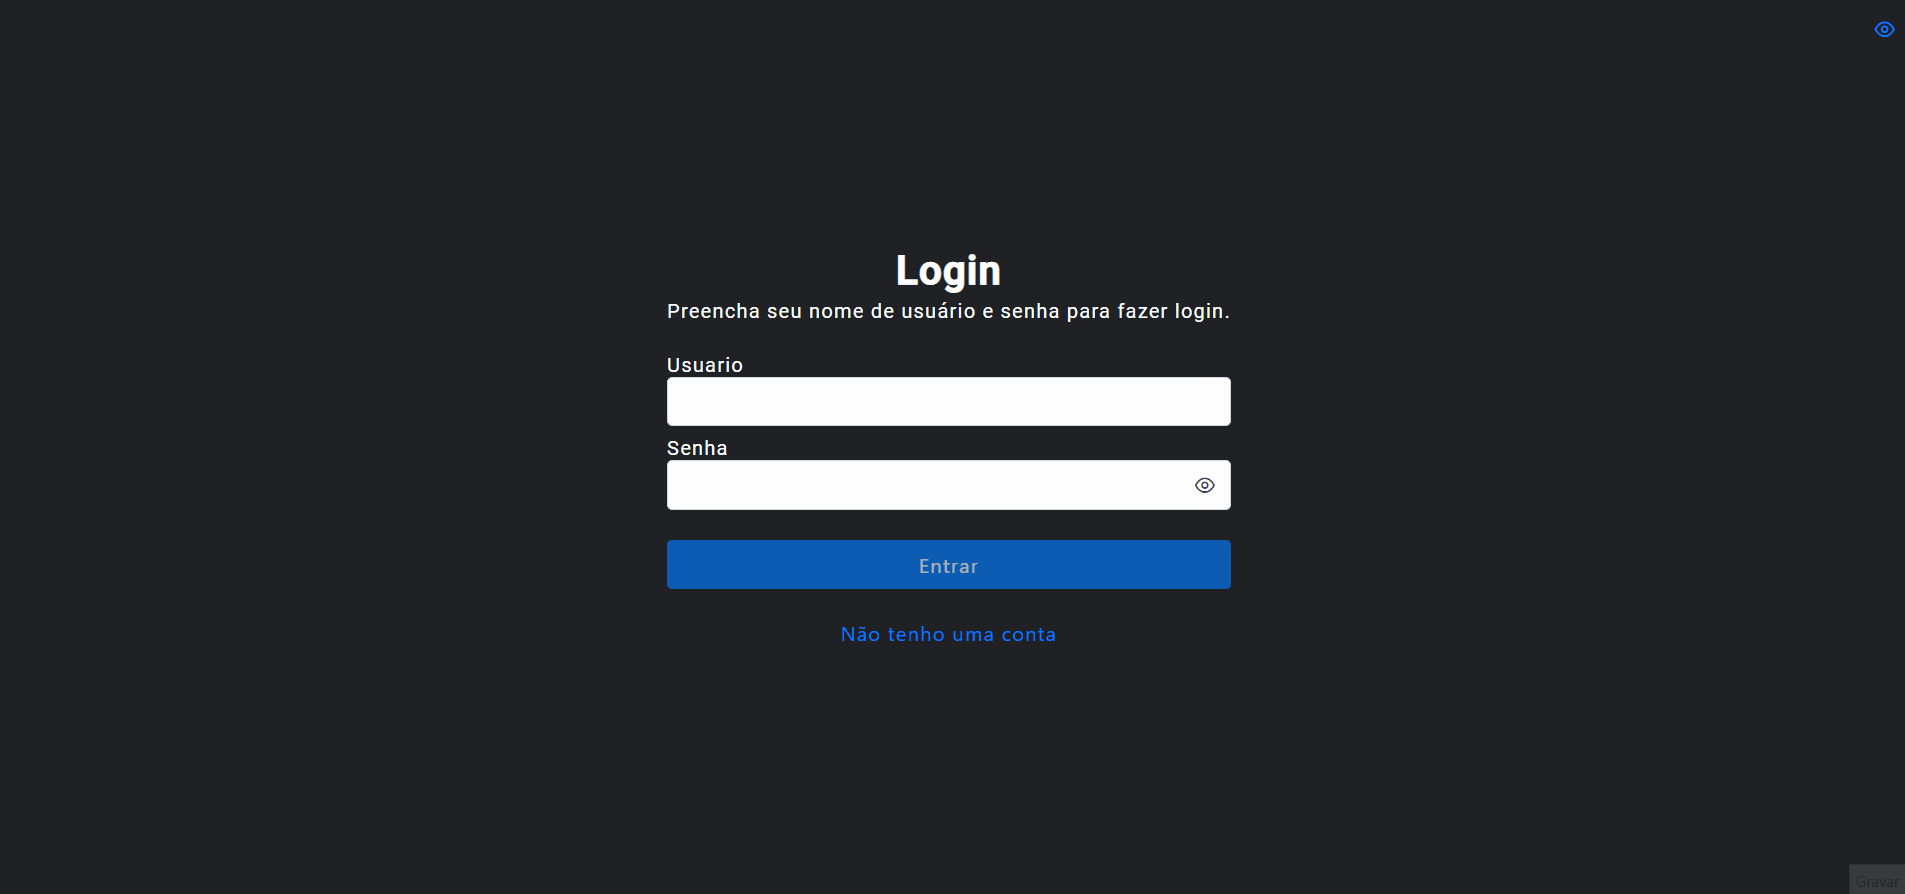 Login
Preencha seu nome de usuário e senha para fazer login.
Usuario
Senha
Entrar
Não tenho uma conta
Gravar